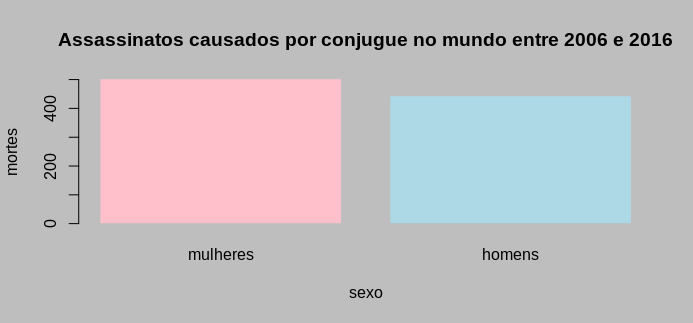 Assassinatos causados por conjugue no mundo entre 2006 e 2016
mortes
400
200
0
mulheres
homens
sexo